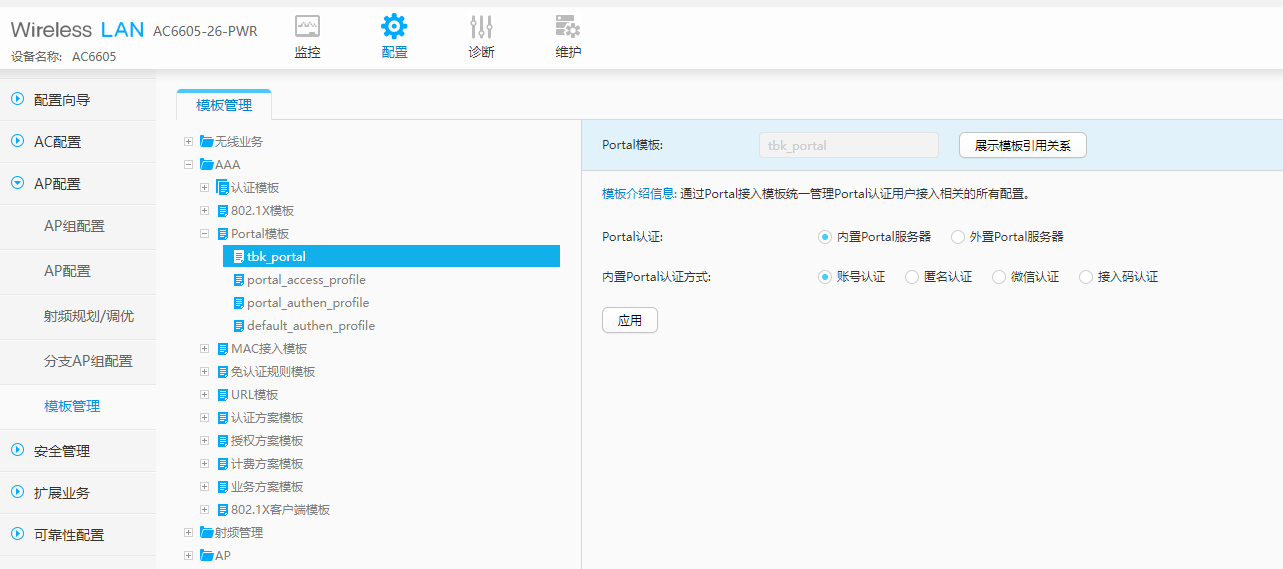 Wireless LAN AC6605-26-PWR
设备名称: AC6605
监控
配置
诊断
维护
配置向导
AC配置
AP配置
AP组配置
AP配置
射频规划/调优
分支AP组配置
模板管理
安全管理
扩展业务
可靠性配置
模板管理
无线业务
AAA
认证模板
802.1X模板
Portal模板
tbk_portal
portal_access_profile
portal_authen_profile
default_authen_profile
MAC接入模板
免认证规则模板
URL模板
认证方案模板
授权方案模板
计费方案模板
业务方案模板
802.1X客户端模板
射频管理
AP
Portal模板: tbk_portal 展示模板引用关系
模板介绍信息: 通过Portal接入模板统一管理Portal认证用户接入相关的所有配置。
Portal认证: 内置Portal服务器 外置Portal服务器
内置Portal认证方式: 账号认证 匿名认证 微信认证 接入码认证
应用